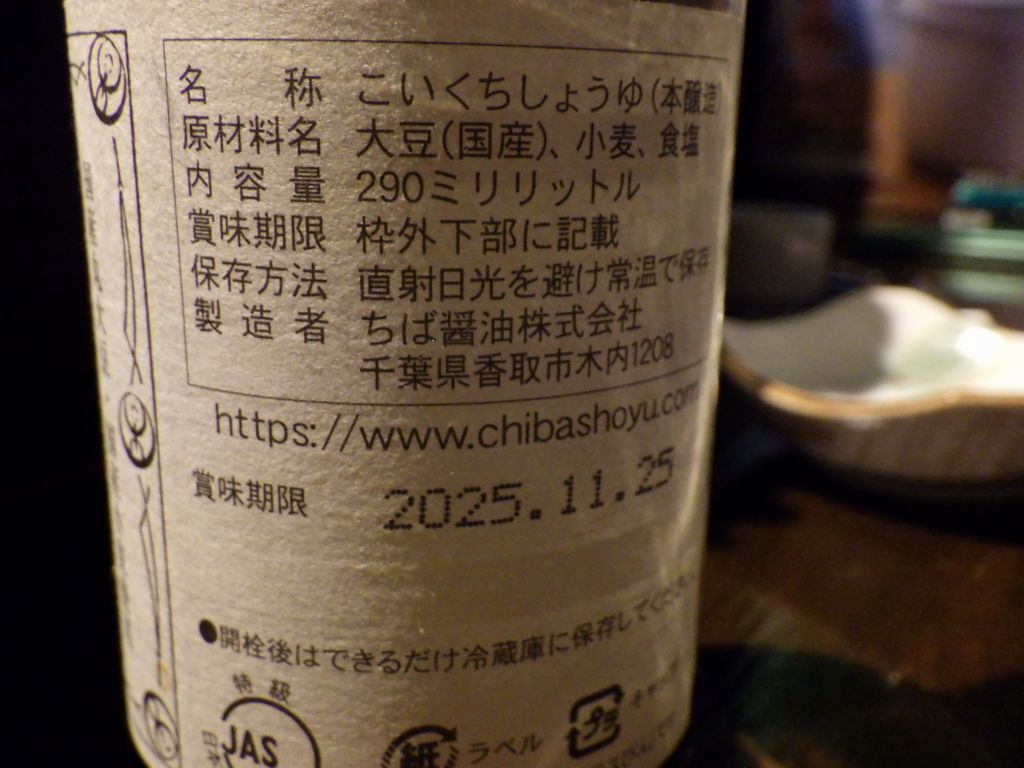 名称 こいくちしょうゆ(本醸造)
原材料名 大豆(国産)、小麦、食塩
内容量 290ミリリットル
賞味期限 枠外下部に記載
保存方法 直射日光を避け常温で保存
製造者 ちば醤油株式会社
千葉県香取市木内1208
https://www.chibashoyu.com
賞味期限 2025.11.25
●開栓後はできるだけ冷蔵庫に保存してください
特級
JAS
紙 ラベル
プラ